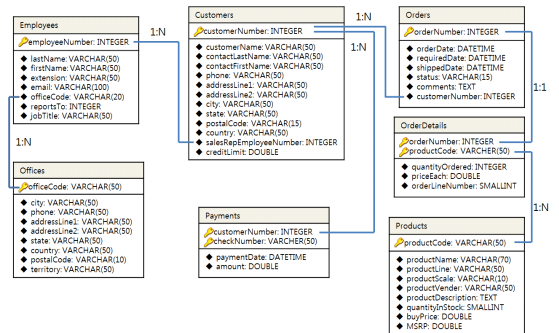 Employees
employeeNumber: INTEGER
lastName: VARCHAR(50)
firstName: VARCHAR(50)
extension: VARCHAR(50)
email: VARCHAR(100)
officeCode: VARCHAR(20)
reportsTo: INTEGER
jobTitle: VARCHAR(50)
1:N
Offices
officeCode: VARCHAR(50)
city: VARCHAR(50)
phone: VARCHAR(50)
addressLine1: VARCHAR(50)
addressLine2: VARCHAR(50)
state: VARCHAR(50)
country: VARCHAR(50)
postalCode: VARCHAR(10)
territory: VARCHAR(50)
1:N
Customers
customerNumber: INTEGER
customerName: VARCHAR(50)
contactLastName: VARCHAR(50)
contactFirstName: VARCHAR(50)
phone: VARCHAR(50)
addressLine1: VARCHAR(50)
addressLine2: VARCHAR(50)
city: VARCHAR(50)
state: VARCHAR(50)
postalCode: VARCHAR(15)
country: VARCHAR(50)
salesRepEmployeeNumber: INTEGER
creditLimit: DOUBLE
1:N
1:N
Payments
customerNumber: INTEGER
checkNumber: VARCHER(50)
paymentDate: DATETIME
amount: DOUBLE
Orders
orderNumber: INTEGER
orderDate: DATETIME
requiredDate: DATETIME
shippedDate: DATETIME
status: VARCHAR(15)
comments: TEXT
customerNumber: INTEGER
1:1
OrderDetails
orderNumber: INTEGER
productCode: VARCHER(50)
quantityOrdered: INTEGER
priceEach: DOUBLE
orderLineNumber: SMALLINT
1:N
Products
productCode: VARCHAR(50)
productName: VARCHAR(70)
productLine: VARCHAR(50)
productScale: VARCHAR(10)
productVender: VARCHAR(50)
productDescription: TEXT
quantityInStock: SMALLINT
buyPrice: DOUBLE
MSRP: DOUBLE